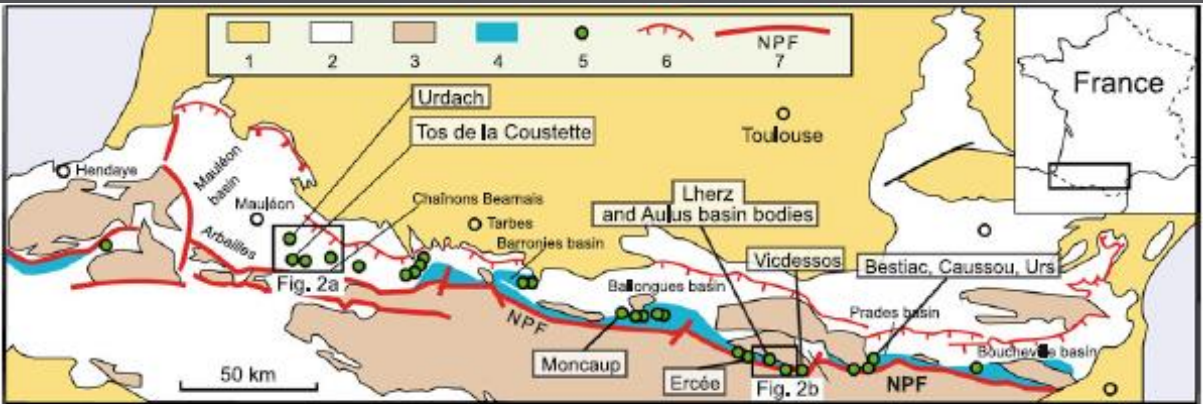 1 2 3 4 5 6 7
NPF
France
Urdach
Tos de la Coustette
Toulouse
Hendaye
Mauléon
basin
Mauléon
Arbailles
Chaînons Bearnais
Tarbes
Barronies basin
Lherz
and Aulus basin bodies
Vicdessos
Bestiac, Caussou, Urs
Fig. 2a
Ballongues basin
NPF
Prades basin
Moncaup
Boucheville basin
50 km
Ercée
Fig. 2b
NPF